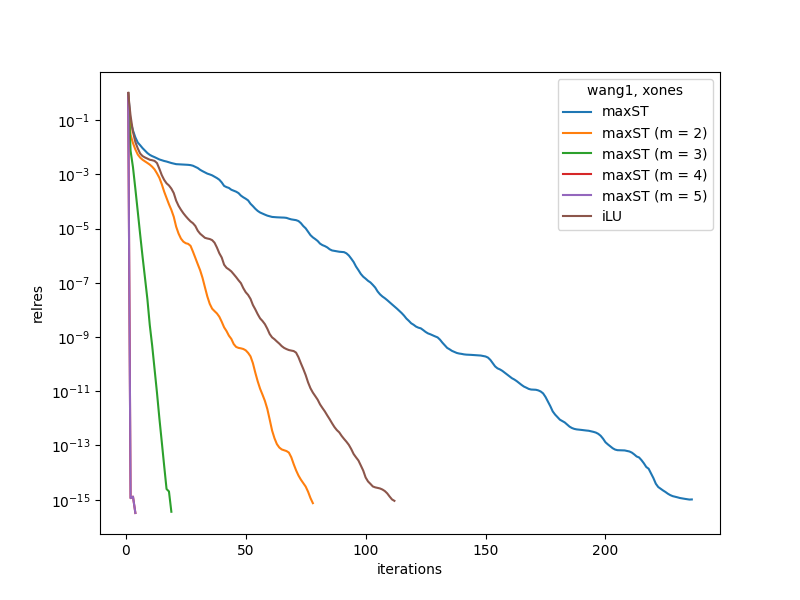 wang1, xones
maxST
maxST (m = 2)
maxST (m = 3)
maxST (m = 4)
maxST (m = 5)
iLU
relres
10⁻¹
10⁻³
10⁻⁵
10⁻⁷
10⁻⁹
10⁻¹¹
10⁻¹³
10⁻¹⁵
0 50 100 150 200
iterations